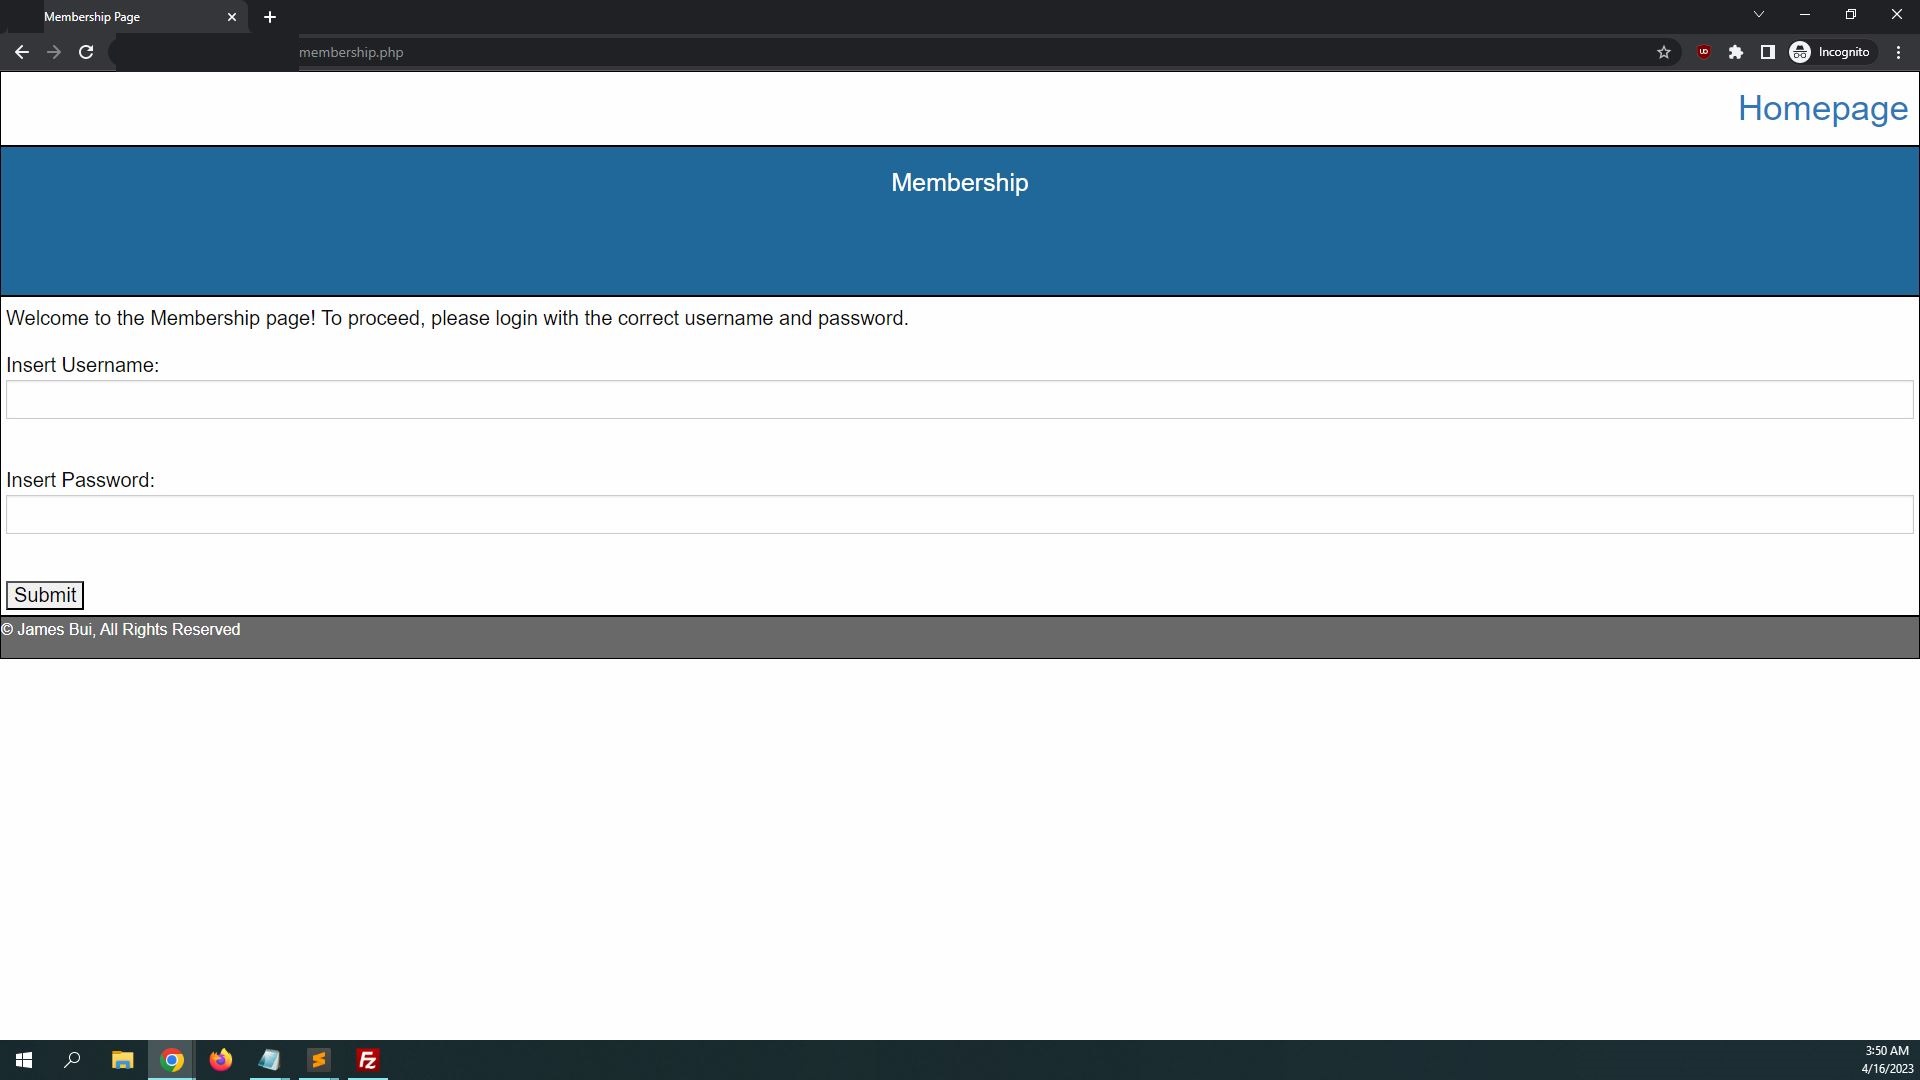 Membership Page
membership.php
Incognito
Homepage
Membership
Welcome to the Membership page! To proceed, please login with the correct username and password.
Insert Username:
Insert Password:
Submit
© James Bui, All Rights Reserved
3:50 AM
4/16/2023